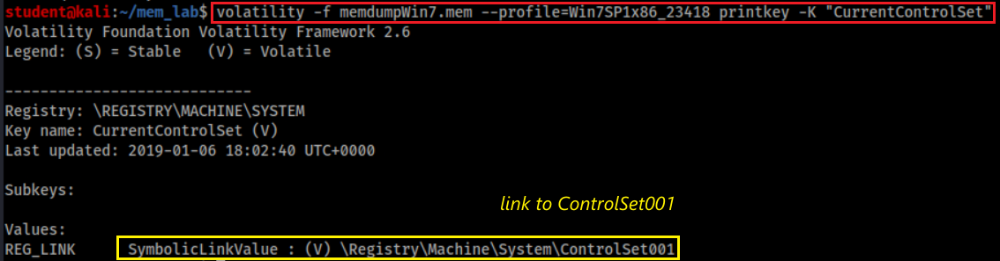 student@kali:~/mem_lab$ volatility -f memdumpWin7.mem --profile=Win7SP1x86_23418 printkey -K "CurrentControlSet"
Volatility Foundation Volatility Framework 2.6
Legend: (S) = Stable   (V) = Volatile
----------------------------
Registry: \REGISTRY\MACHINE\SYSTEM
Key name: CurrentControlSet (V)
Last updated: 2019-01-06 18:02:40 UTC+0000
Subkeys:
link to ControlSet001
Values:
REG_LINK      SymbolicLinkValue : (V) \Registry\Machine\System\ControlSet001